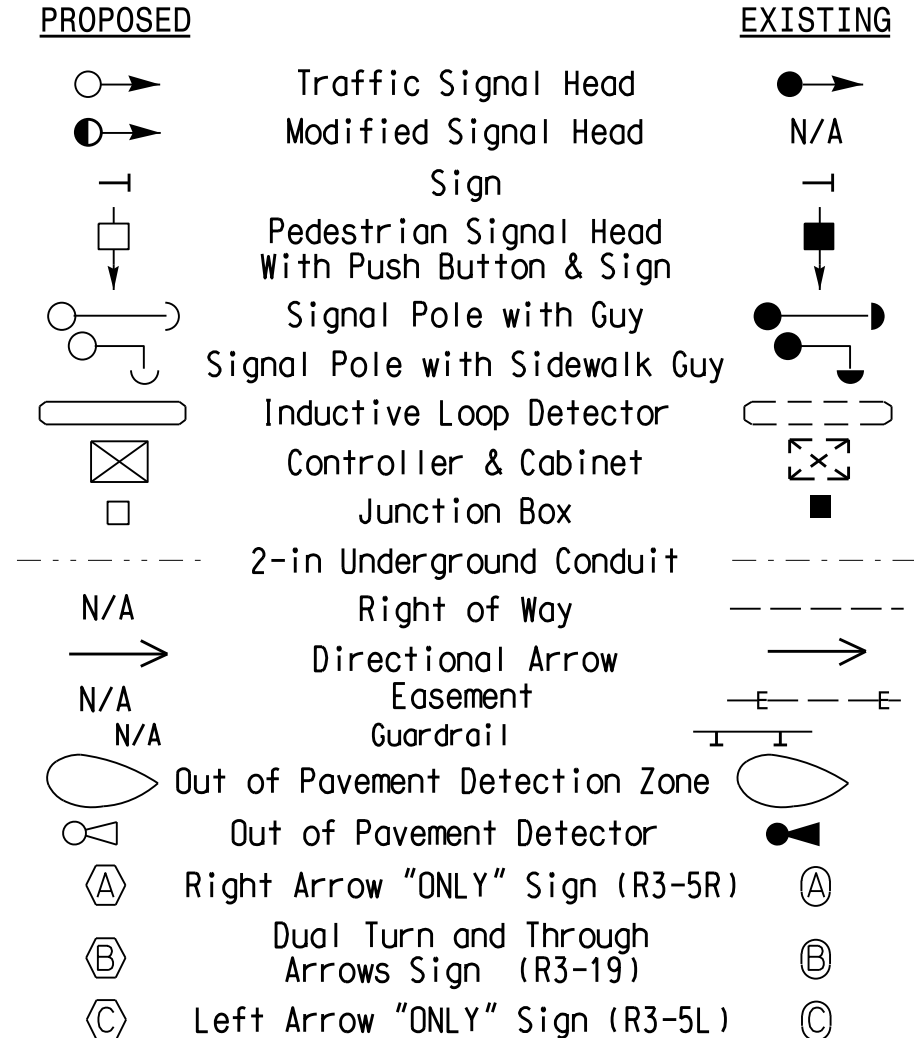 PROPOSED EXISTING
Traffic Signal Head
Modified Signal Head N/A
Sign
Pedestrian Signal Head
With Push Button & Sign
Signal Pole with Guy
Signal Pole with Sidewalk Guy
Inductive Loop Detector
Controller & Cabinet
Junction Box
2-in Underground Conduit
N/A Right of Way
Directional Arrow
N/A Easement E E
N/A Guardrail
Out of Pavement Detection Zone
Out of Pavement Detector
A Right Arrow "ONLY" Sign (R3-5R) A
Dual Turn and Through
B Arrows Sign (R3-19) B
C Left Arrow "ONLY" Sign (R3-5L) C